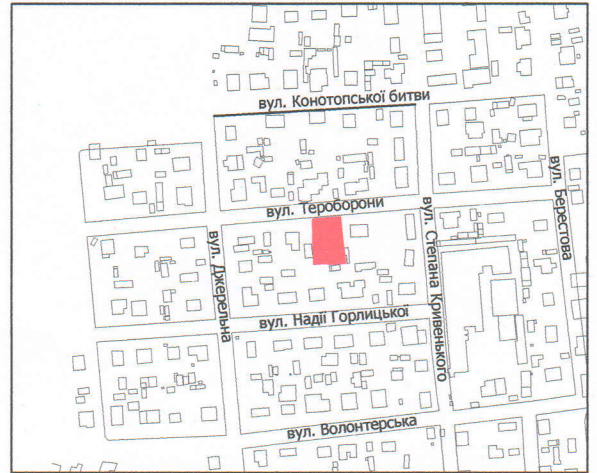 вул. Конотопської битви
вул. Тероборони
вул. Берестова
вул. Степана Кривенького
вул. Джерельна
вул. Надії Горлицької
вул. Волонтерська